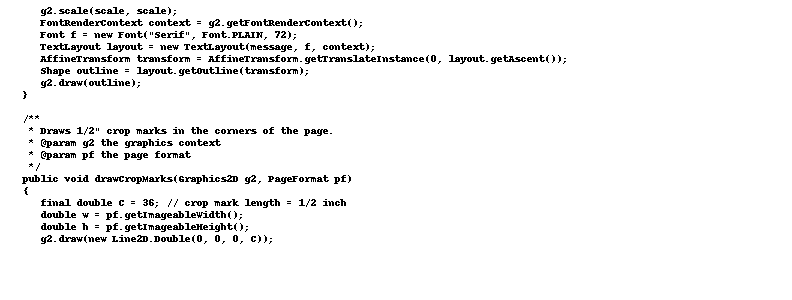 g2.scale(scale, scale);
FontRenderContext context = g2.getFontRenderContext();
Font f = new Font("Serif", Font.PLAIN, 72);
TextLayout layout = new TextLayout(message, f, context);
AffineTransform transform = AffineTransform.getTranslateInstance(0, layout.getAscent());
Shape outline = layout.getOutline(transform);
g2.draw(outline);
}
/**
* Draws 1/2" crop marks in the corners of the page.
* @param g2 the graphics context
* @param pf the page format
*/
public void drawCropMarks(Graphics2D g2, PageFormat pf)
{
final double C = 36; // crop mark length = 1/2 inch
double w = pf.getImageableWidth();
double h = pf.getImageableHeight();
g2.draw(new Line2D.Double(0, 0, 0, C));